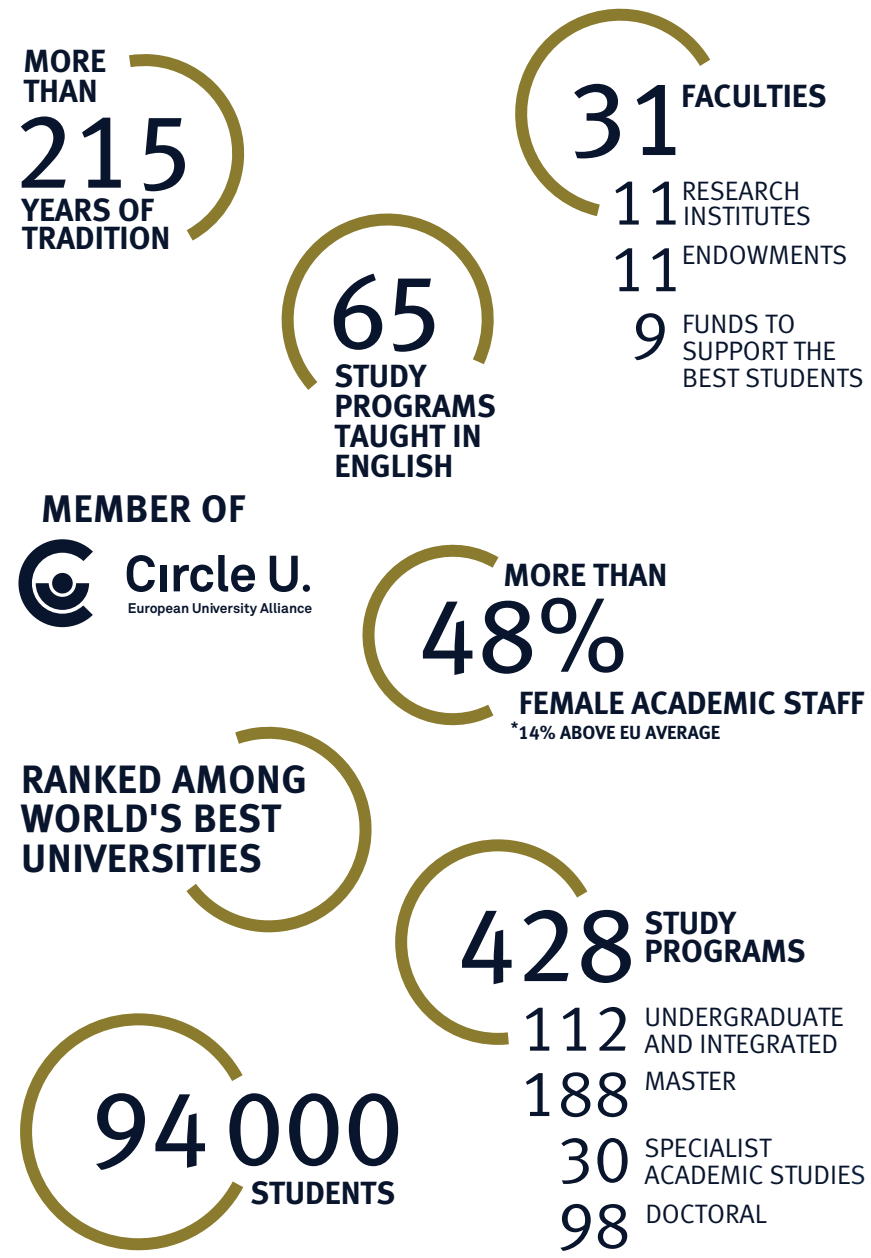 MORE
THAN
215
YEARS OF
TRADITION
31 FACULTIES
11 RESEARCH
INSTITUTES
11 ENDOWMENTS
9 FUNDS TO
SUPPORT THE
BEST STUDENTS
65
STUDY
PROGRAMS
TAUGHT IN
ENGLISH
MEMBER OF
Circle U.
European University Alliance
MORE THAN
48%
FEMALE ACADEMIC STAFF
*14% ABOVE EU AVERAGE
RANKED AMONG
WORLD'S BEST
UNIVERSITIES
428 STUDY
PROGRAMS
112 UNDERGRADUATE
AND INTEGRATED
188 MASTER
30 SPECIALIST
ACADEMIC STUDIES
98 DOCTORAL
94 000
STUDENTS